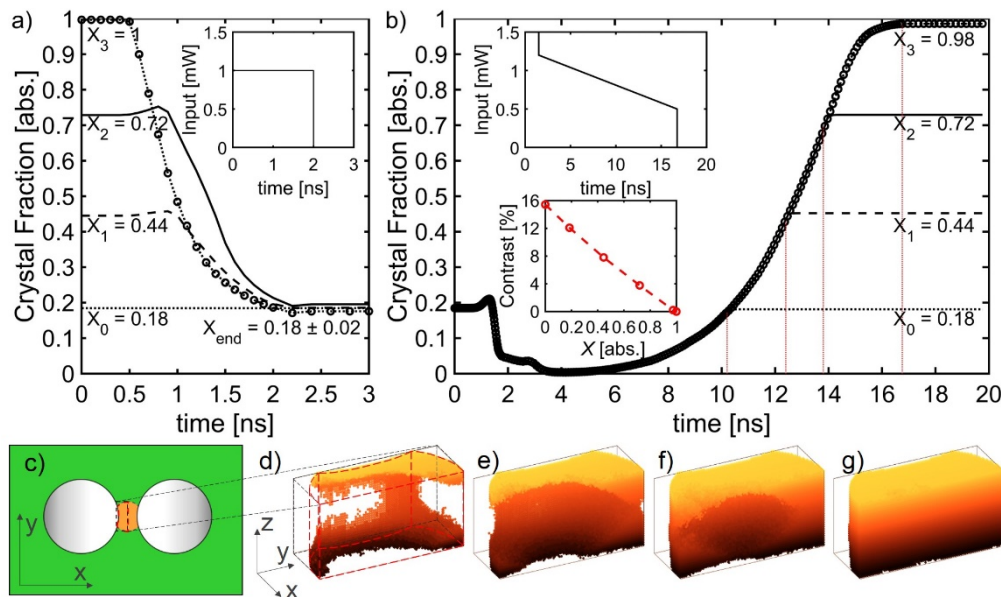 a)
Crystal Fraction [abs.]
1
0.9
0.8
0.7
0.6
0.5
0.4
0.3
0.2
0.1
0
X3 = 1
X2 = 0.72
X1 = 0.44
X0 = 0.18
Xend = 0.18 ± 0.02
0 0.5 1.0 1.5 2.0 2.5 3.0
time [ns]
Input [mW]
1.5
1
0.5
0
0 1 2 3
time [ns]
b)
Crystal Fraction [abs.]
1
0.9
0.8
0.7
0.6
0.5
0.4
0.3
0.2
0.1
0
X3 = 0.98
X2 = 0.72
X1 = 0.44
X0 = 0.18
0 2 4 6 8 10 12 14 16 18 20
time [ns]
Input [mW]
1.5
1
0.5
0
0 5 10 15 20
time [ns]
Contrast [%]
16
12
8
4
0
0 0.2 0.4 0.6 0.8 1
X [abs.]
c)
y
x
d)
z
y
x
e)
f)
g)